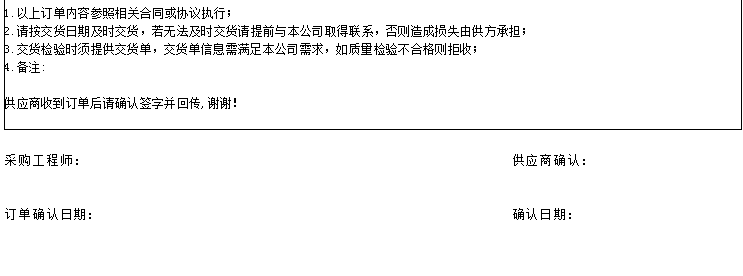 1.以上订单内容参照相关合同或协议执行；
2.请按交货日期及时交货，若无法及时交货请提前与本公司取得联系，否则造成损失由供方承担；
3.交货检验时须提供交货单，交货单信息需满足本公司需求，如质量检验不合格则拒收；
4.备注：
供应商收到订单后请确认签字并回传，谢谢！
采购工程师： 供应商确认：
订单确认日期： 确认日期：